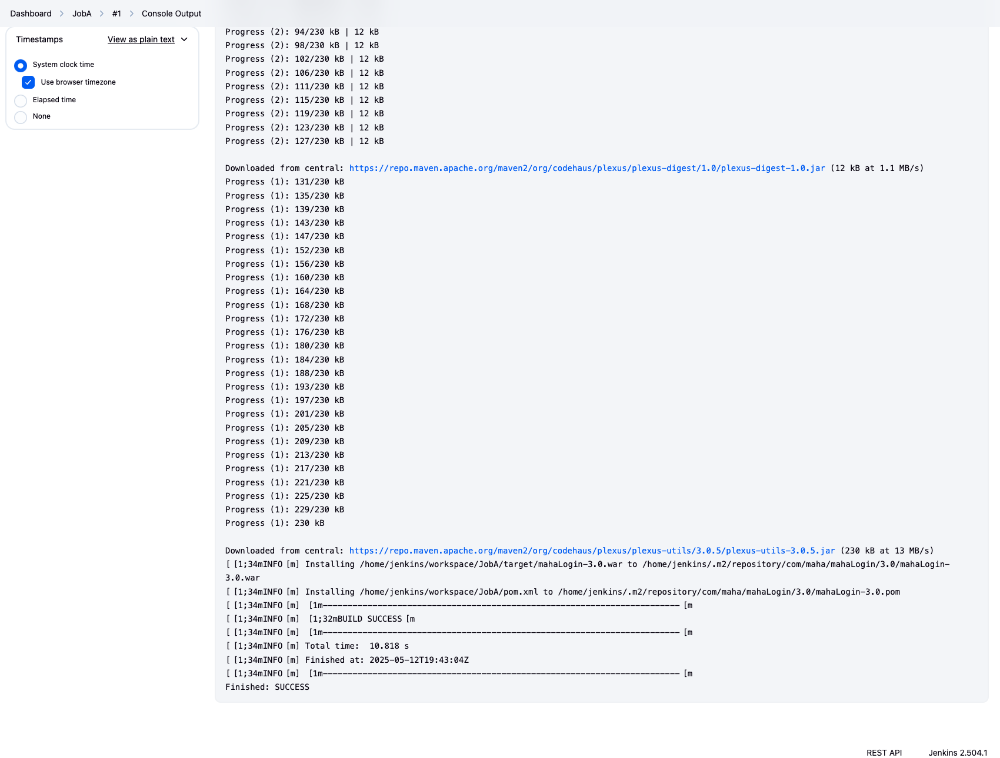 Dashboard > JobA > #1 > Console Output
Timestamps View as plain text
System clock time
Use browser timezone
Elapsed time
None
Progress (2): 94/230 kB | 12 kB
Progress (2): 98/230 kB | 12 kB
Progress (2): 102/230 kB | 12 kB
Progress (2): 106/230 kB | 12 kB
Progress (2): 111/230 kB | 12 kB
Progress (2): 115/230 kB | 12 kB
Progress (2): 119/230 kB | 12 kB
Progress (2): 123/230 kB | 12 kB
Progress (2): 127/230 kB | 12 kB
Downloaded from central: https://repo.maven.apache.org/maven2/org/codehaus/plexus/plexus-digest/1.0/plexus-digest-1.0.jar (12 kB at 1.1 MB/s)
Progress (1): 131/230 kB
Progress (1): 135/230 kB
Progress (1): 139/230 kB
Progress (1): 143/230 kB
Progress (1): 147/230 kB
Progress (1): 152/230 kB
Progress (1): 156/230 kB
Progress (1): 160/230 kB
Progress (1): 164/230 kB
Progress (1): 168/230 kB
Progress (1): 172/230 kB
Progress (1): 176/230 kB
Progress (1): 180/230 kB
Progress (1): 184/230 kB
Progress (1): 188/230 kB
Progress (1): 193/230 kB
Progress (1): 197/230 kB
Progress (1): 201/230 kB
Progress (1): 205/230 kB
Progress (1): 209/230 kB
Progress (1): 213/230 kB
Progress (1): 217/230 kB
Progress (1): 221/230 kB
Progress (1): 225/230 kB
Progress (1): 229/230 kB
Progress (1): 230 kB
Downloaded from central: https://repo.maven.apache.org/maven2/org/codehaus/plexus/plexus-utils/3.0.5/plexus-utils-3.0.5.jar (230 kB at 13 MB/s)
[ [1;34mINFO [m] Installing /home/jenkins/workspace/JobA/target/mahaLogin-3.0.war to /home/jenkins/.m2/repository/com/maha/mahaLogin/3.0/mahaLogin-
3.0.war
[ [1;34mINFO [m] Installing /home/jenkins/workspace/JobA/pom.xml to /home/jenkins/.m2/repository/com/maha/mahaLogin/3.0/mahaLogin-3.0.pom
[ [1;34mINFO [m]  [1m------------------------------------------------------------------------ [m
[ [1;34mINFO [m]  [1;32mBUILD SUCCESS [m
[ [1;34mINFO [m]  [1m------------------------------------------------------------------------ [m
[ [1;34mINFO [m] Total time:  10.818 s
[ [1;34mINFO [m] Finished at: 2025-05-12T19:43:04Z
[ [1;34mINFO [m]  [1m------------------------------------------------------------------------ [m
Finished: SUCCESS
REST API Jenkins 2.504.1